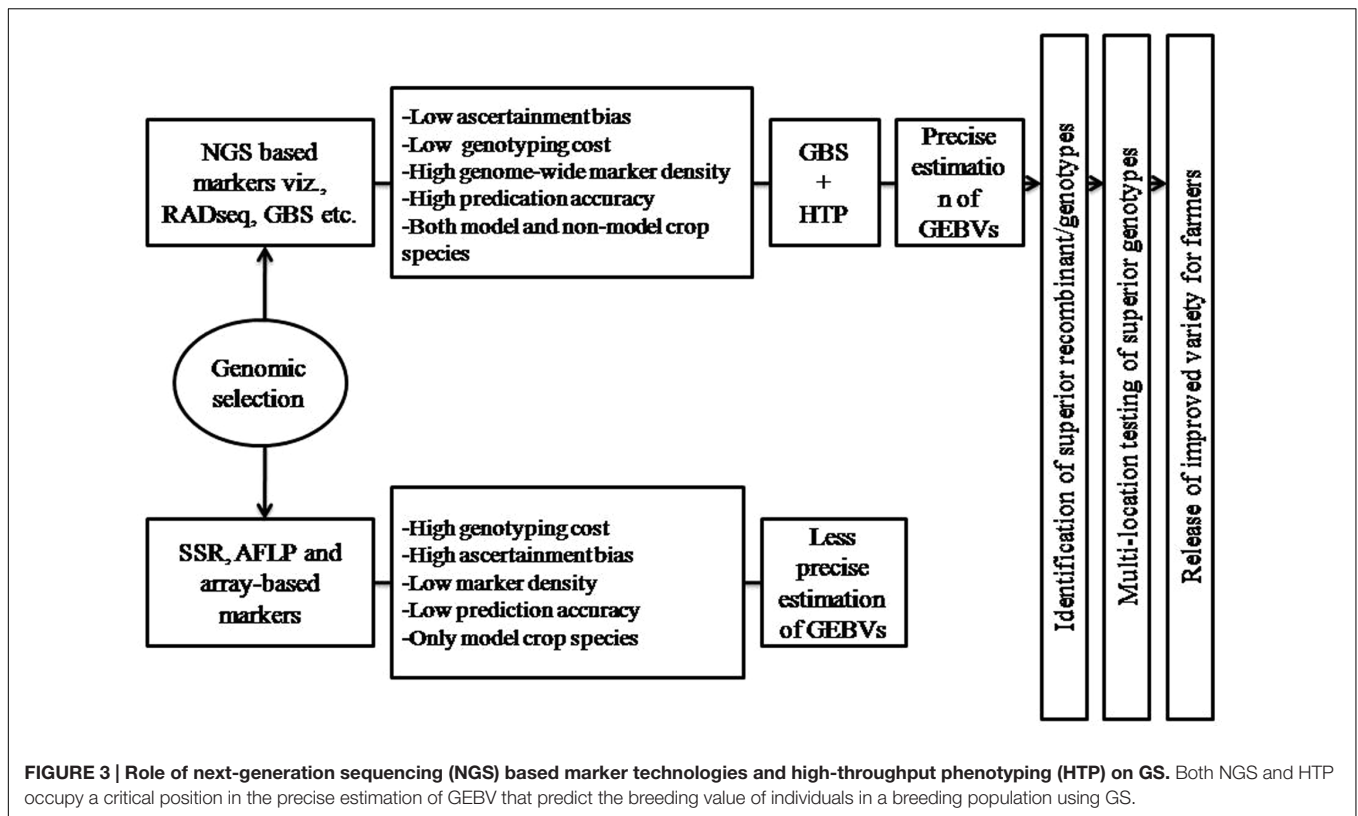 NGS based
markers viz.,
RADseq, GBS etc.
-Low ascertainment bias
-Low genotyping cost
-High genome-wide marker density
-High predication accuracy
-Both model and non-model crop
species
GBS
+
HTP
Precise
estimatio
n of
GEBVs
Identification of superior recombinant/genotypes
Multi-location testing of superior genotypes
Release of improved variety for farmers
Genomic
selection
SSR, AFLP and
array-based
markers
-High genotyping cost
-High ascertainment bias
-Low marker density
-Low prediction accuracy
-Only model crop species
Less
precise
estimation
of GEBVs
FIGURE 3 | Role of next-generation sequencing (NGS) based marker technologies and high-throughput phenotyping (HTP) on GS. Both NGS and HTP
occupy a critical position in the precise estimation of GEBV that predict the breeding value of individuals in a breeding population using GS.